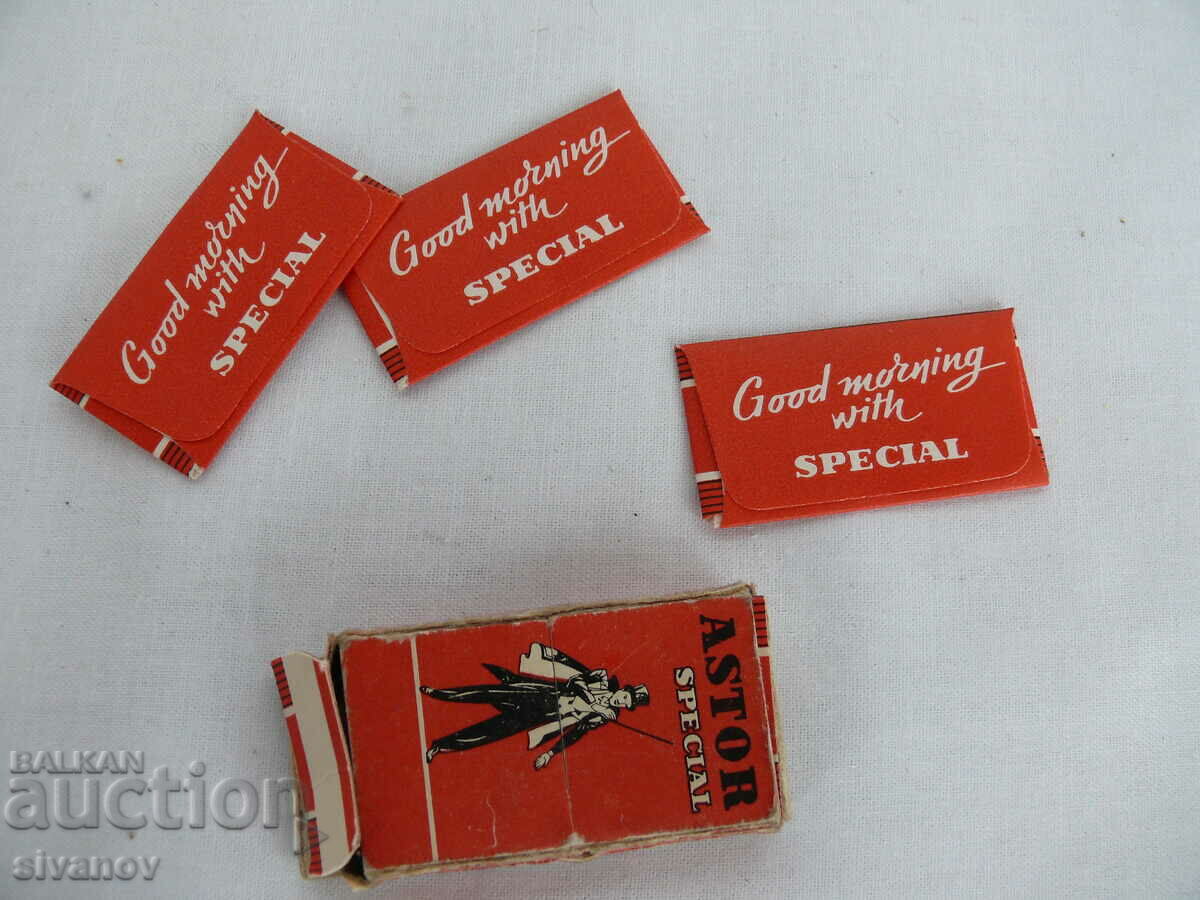 Good morning
with
SPECIAL
Good morning
with
SPECIAL
Good morning
with
SPECIAL
ASTOR
SPECIAL
BALKAN
auction
sivanov